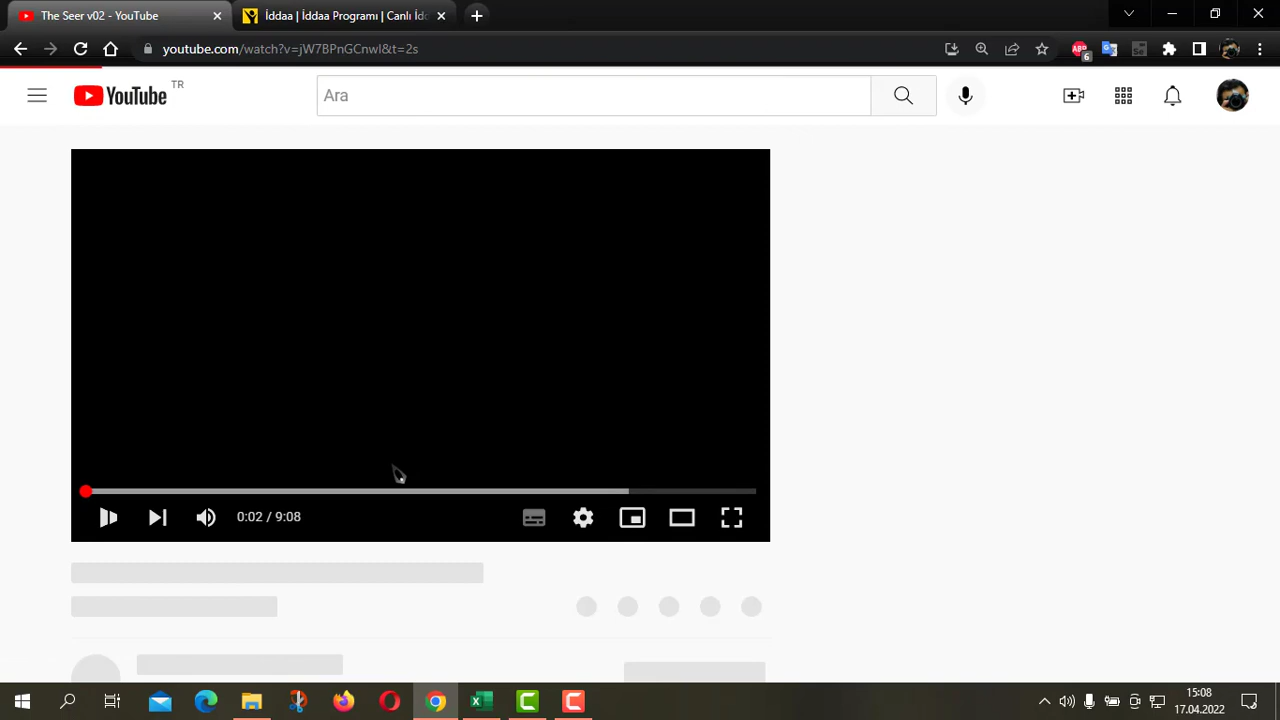 The Seer v02 - YouTube
İddaa | İddaa Programı | Canlı İdd
youtube.com/watch?v=jW7BPnGCnwI&t=2s
6
YouTube TR
Ara
0:02 / 9:08
15:08
17.04.2022